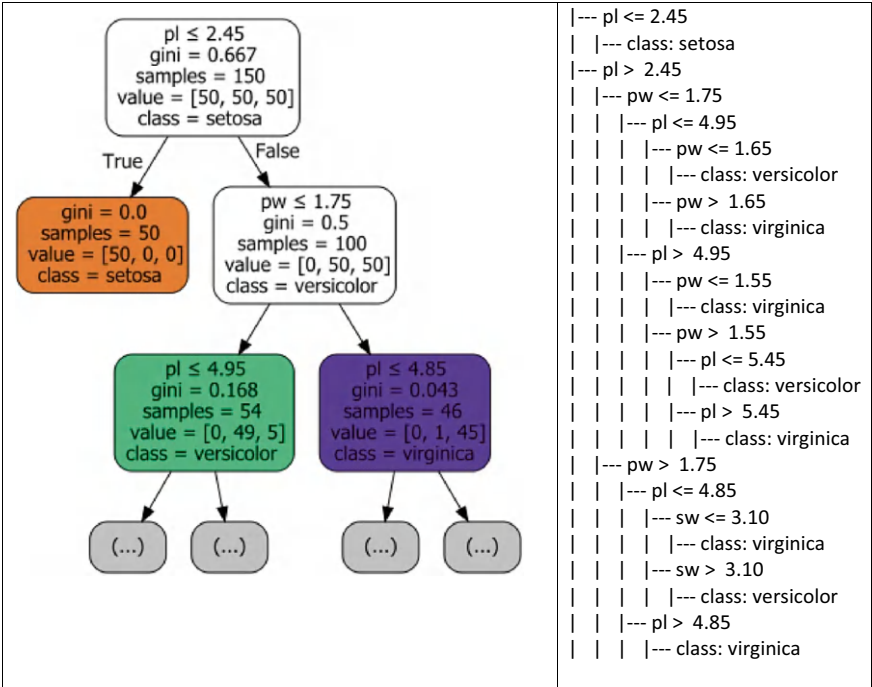 pl ≤ 2.45
gini = 0.667
samples = 150
value = [50, 50, 50]
class = setosa
True
False
gini = 0.0
samples = 50
value = [50, 0, 0]
class = setosa
pw ≤ 1.75
gini = 0.5
samples = 100
value = [0, 50, 50]
class = versicolor
pl ≤ 4.95
gini = 0.168
samples = 54
value = [0, 49, 5]
class = versicolor
pl ≤ 4.85
gini = 0.043
samples = 46
value = [0, 1, 45]
class = virginica
(...)
(...)
(...)
(...)
|--- pl <= 2.45
| |--- class: setosa
|--- pl > 2.45
| |--- pw <= 1.75
| | |--- pl <= 4.95
| | | |--- pw <= 1.65
| | | | |--- class: versicolor
| | | |--- pw > 1.65
| | | | |--- class: virginica
| | |--- pl > 4.95
| | | |--- pw <= 1.55
| | | | |--- class: virginica
| | | |--- pw > 1.55
| | | | |--- pl <= 5.45
| | | | | |--- class: versicolor
| | | | |--- pl > 5.45
| | | | | |--- class: virginica
| |--- pw > 1.75
| | |--- pl <= 4.85
| | | |--- sw <= 3.10
| | | | |--- class: virginica
| | | |--- sw > 3.10
| | | | |--- class: versicolor
| | |--- pl > 4.85
| | | |--- class: virginica